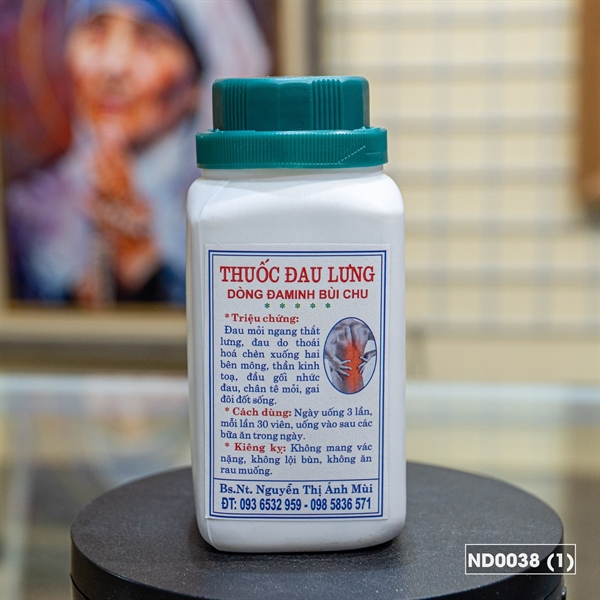 THUỐC ĐAU LƯNG
DÒNG ĐAMINH BÙI CHU
* * * * *
* Triệu chứng:
Đau mỏi ngang thắt
lưng, đau do thoái
hoá chèn xuống hai
bên mông, thần kinh
toạ, đầu gối nhức
đau, chân tê mỏi, gai
đôi đốt sống.
* Cách dùng: Ngày uống 3 lần,
mỗi lần 30 viên, uống vào sau các
bữa ăn trong ngày.
* Kiêng kỵ: Không mang vác
nặng, không lội bùn, không ăn
rau muống.
Bs.Nt. Nguyễn Thị Ánh Mùi
ĐT: 093 6532 959 - 098 5836 571
ND0038 (1)